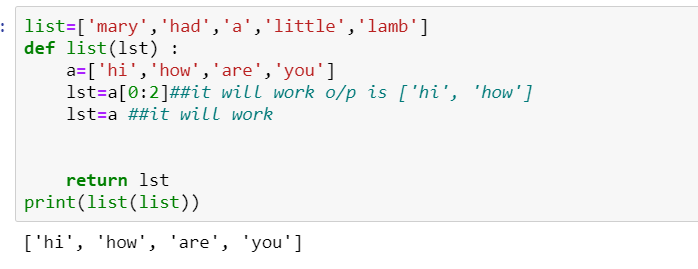 : list=['mary','had','a','little','lamb']
def list(lst) :
    a=['hi','how','are','you']
    lst=a[0:2]##it will work o/p is ['hi', 'how']
    lst=a ##it will work
    return lst
print(list(list))
['hi', 'how', 'are', 'you']